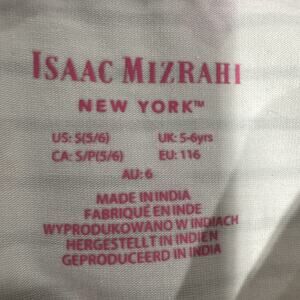 ISAAC MIZRAHI
NEW YORK™
US: S(5/6) UK: 5-6yrs
CA: S/P(5/6) EU: 116
AU: 6
MADE IN INDIA
FABRIQUÉ EN INDE
WYPRODUKOWANO W INDIACH
HERGESTELLT IN INDIEN
GEPRODUCEERD IN INDIA